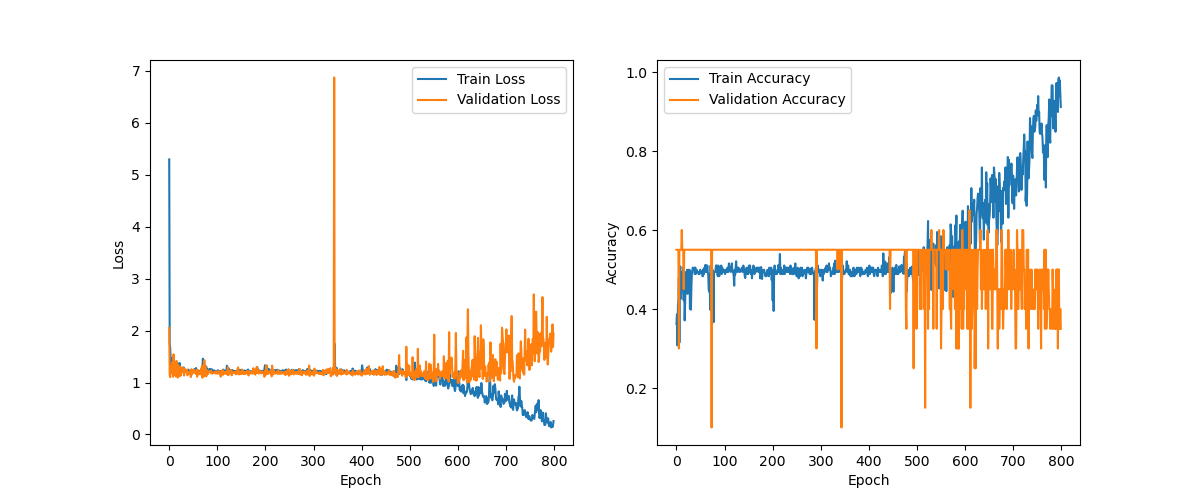 7
6
5
4
3
2
1
0
Loss
Train Loss
Validation Loss
0 100 200 300 400 500 600 700 800
Epoch
1.0
0.8
0.6
0.4
0.2
Accuracy
Train Accuracy
Validation Accuracy
0 100 200 300 400 500 600 700 800
Epoch